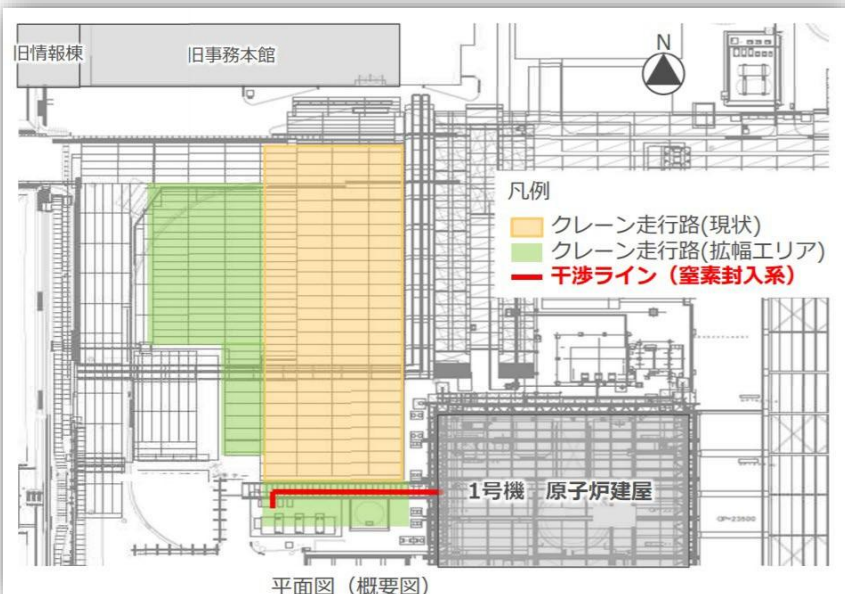 旧情報棟
旧事務本館
N
凡例
クレーン走行路(現状)
クレーン走行路(拡幅エリア)
干渉ライン（窒素封入系）
1号機　原子炉建屋
OP+23500
平面図（概要図）